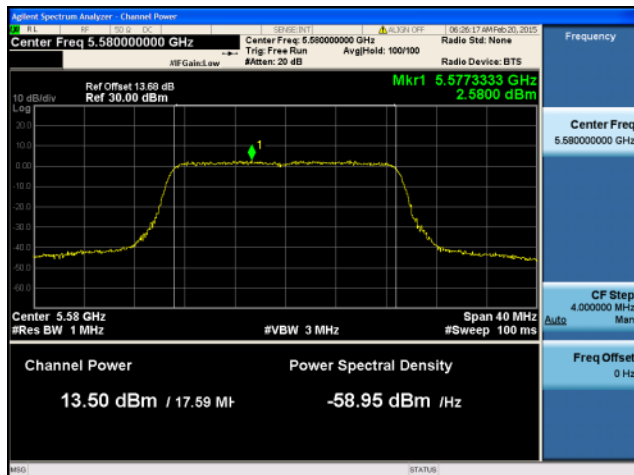 Agilent Spectrum Analyzer - Channel Power
RL RF 50 Ω DC SENSE:INT ALIGN OFF 06:26:17 AM Feb 20, 2015
Center Freq 5.580000000 GHz
Center Freq: 5.580000000 GHz
Radio Std: None
Trig: Free Run Avg|Hold: 100/100
#IFGain:Low #Atten: 20 dB Radio Device: BTS
Mkr1 5.5773333 GHz
2.5800 dBm
Ref Offset 13.68 dB
10 dB/div Ref 30.00 dBm
Log
20.0
10.0
0.00
-10.0
-20.0
-30.0
-40.0
-50.0
-60.0
1
Center 5.58 GHz Span 40 MHz
#Res BW 1 MHz #VBW 3 MHz #Sweep 100 ms
Channel Power Power Spectral Density
13.50 dBm / 17.59 MH -58.95 dBm /Hz
MSG STATUS
Frequency
Center Freq
5.580000000 GHz
CF Step
4.000000 MHz
Auto Man
Freq Offset
0 Hz